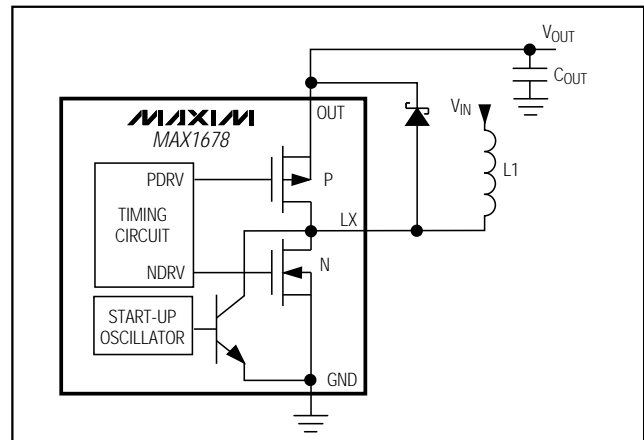 VOUT
COUT
OUT
VIN
MAXIM
MAX1678
L1
PDRV
P
TIMING
CIRCUIT
LX
NDRV
N
START-UP
OSCILLATOR
GND